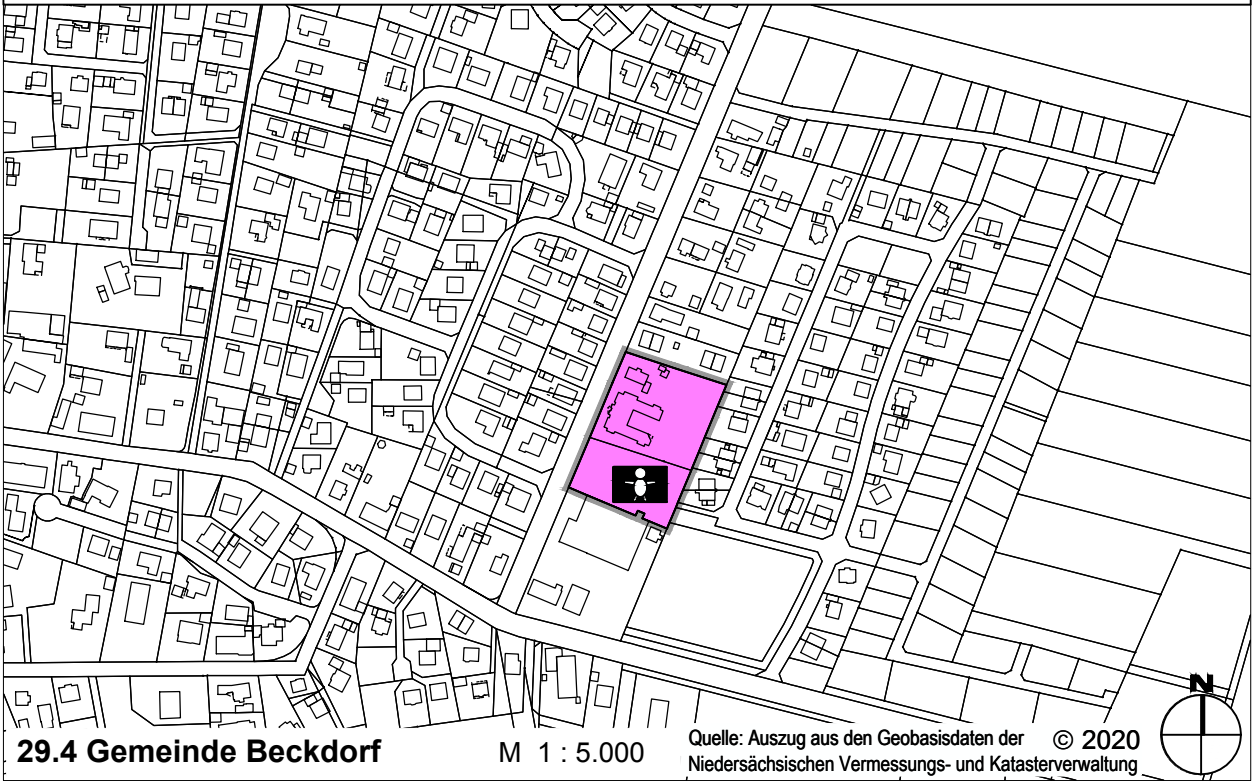 N
29.4 Gemeinde Beckdorf M 1 : 5.000 Quelle: Auszug aus den Geobasisdaten der © 2020
Niedersächsischen Vermessungs- und Katasterverwaltung